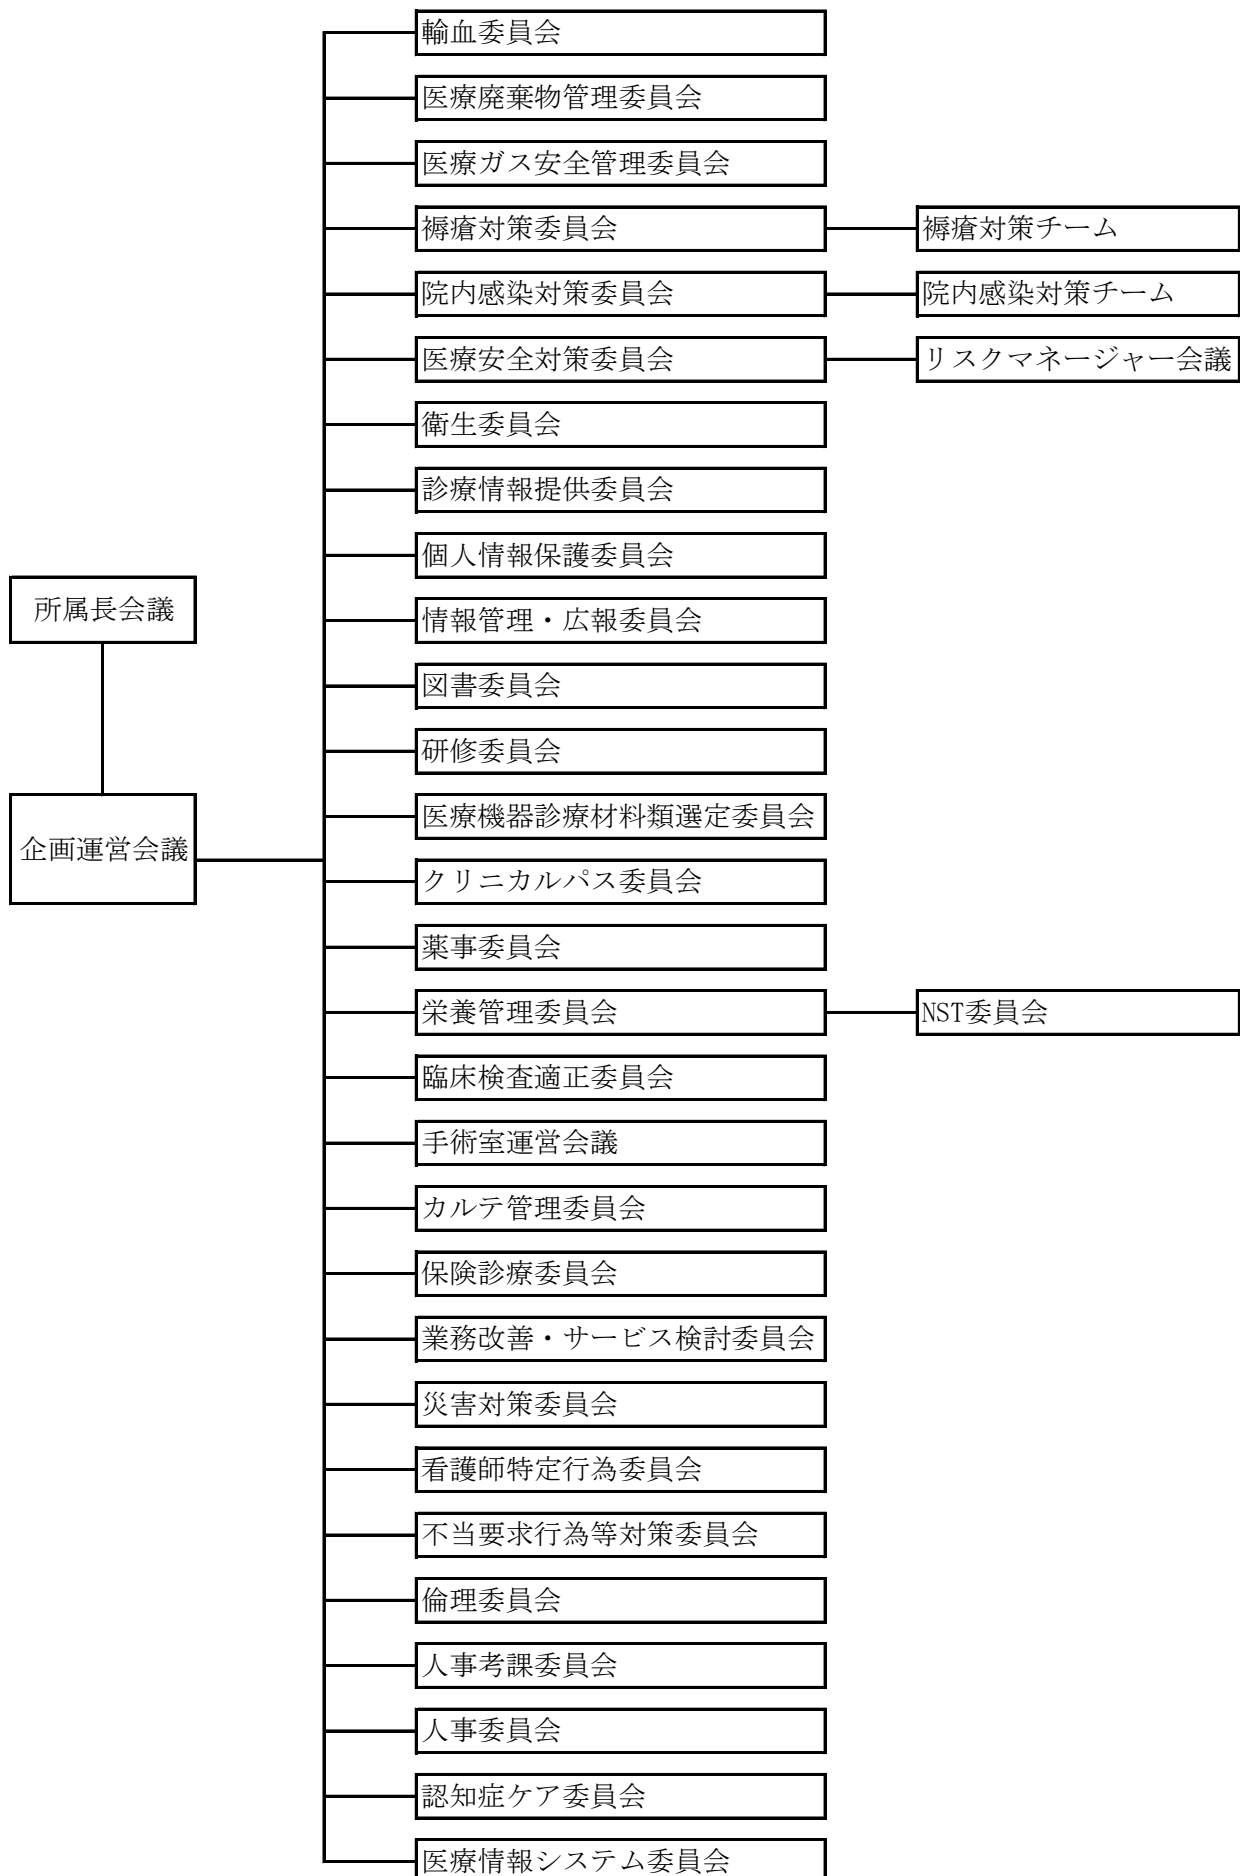 輸血委員会
医療廃棄物管理委員会
医療ガス安全管理委員会
褥瘡対策委員会
褥瘡対策チーム
院内感染対策委員会
院内感染対策チーム
医療安全対策委員会
リスクマネージャー会議
衛生委員会
診療情報提供委員会
個人情報保護委員会
所属長会議
情報管理・広報委員会
図書委員会
研修委員会
医療機器診療材料類選定委員会
企画運営会議
クリニカルパス委員会
薬事委員会
栄養管理委員会
NST委員会
臨床検査適正委員会
手術室運営会議
カルテ管理委員会
保険診療委員会
業務改善・サービス検討委員会
災害対策委員会
看護師特定行為委員会
不当要求行為等対策委員会
倫理委員会
人事考課委員会
人事委員会
認知症ケア委員会
医療情報システム委員会